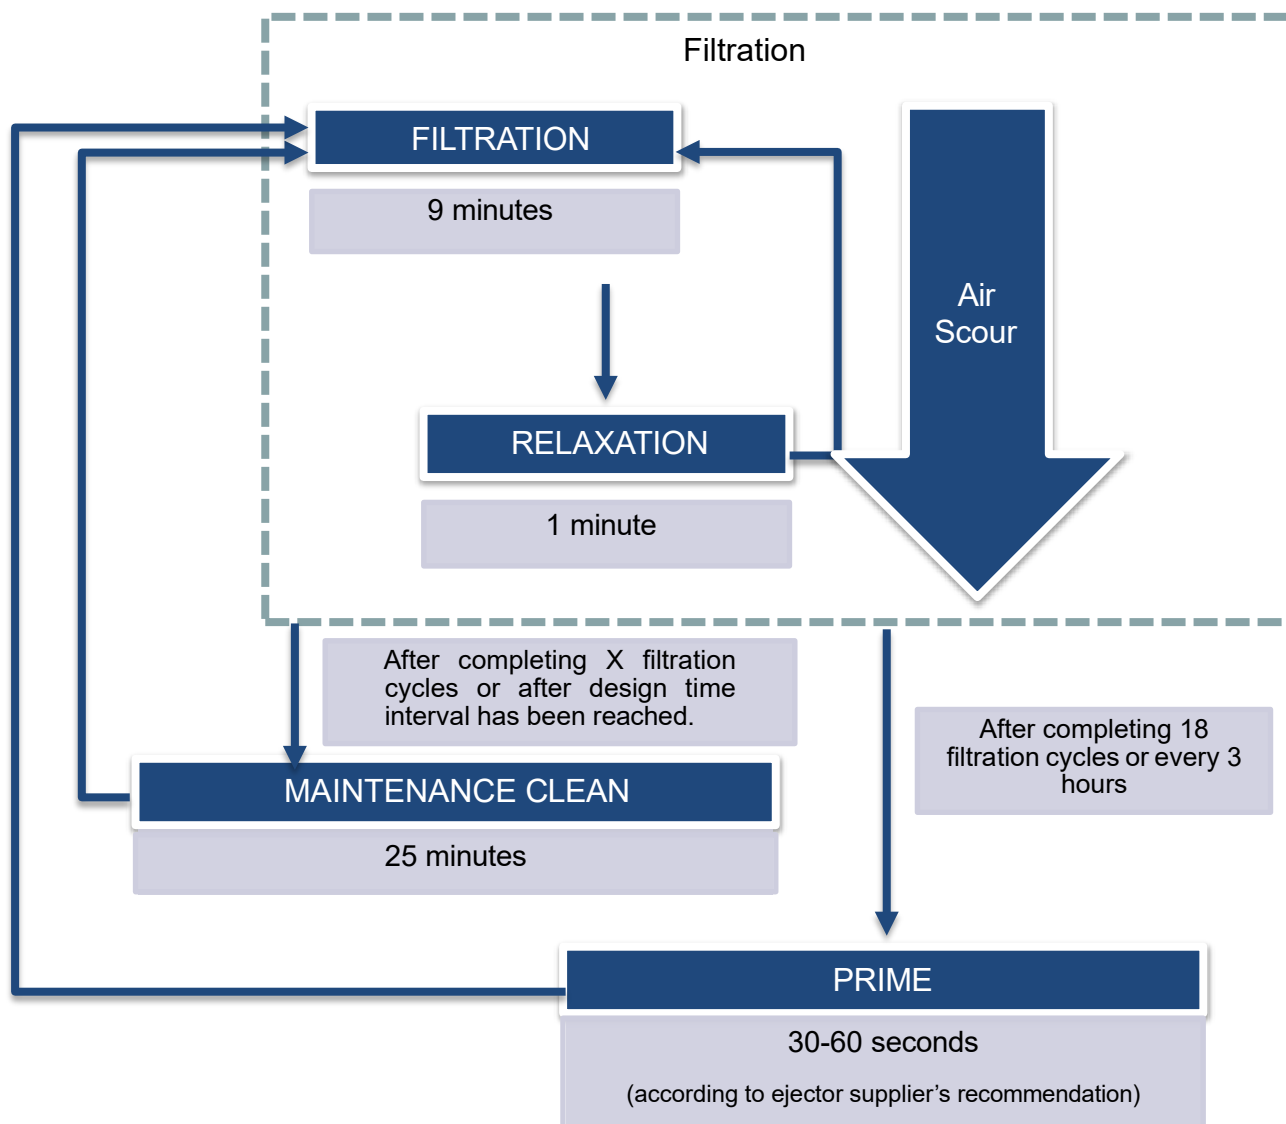 Filtration
FILTRATION
9 minutes
Air
Scour
RELAXATION
1 minute
After completing X filtration
cycles or after design time
interval has been reached.
After completing 18
filtration cycles or every 3
hours
MAINTENANCE CLEAN
25 minutes
PRIME
30-60 seconds
(according to ejector supplier’s recommendation)